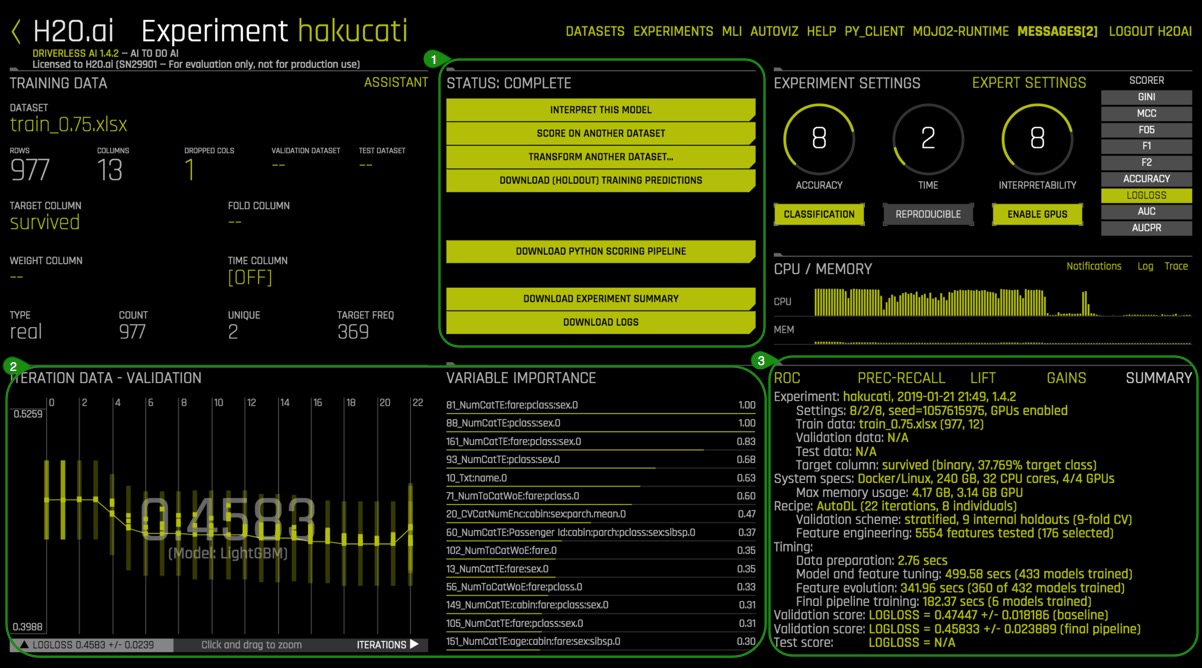 H2O.ai Experiment hakucati
DRIVERLESS AI 1.4.2 – AI TO DO AI
Licensed to H2O.ai (SN29901 – For evaluation only, not for production use)
DATASETS EXPERIMENTS MLI AUTOVIZ HELP PY_CLIENT MOJO2-RUNTIME MESSAGES[2] LOGOUT H2OAI
TRAINING DATA ASSISTANT
DATASET
train_0.75.xlsx
ROWS COLUMNS DROPPED COLS VALIDATION DATASET TEST DATASET
977 13 1 -- --
TARGET COLUMN FOLD COLUMN
survived --
WEIGHT COLUMN TIME COLUMN
-- [OFF]
TYPE COUNT UNIQUE TARGET FREQ
real 977 2 369
1
STATUS: COMPLETE
INTERPRET THIS MODEL
SCORE ON ANOTHER DATASET
TRANSFORM ANOTHER DATASET...
DOWNLOAD (HOLDOUT) TRAINING PREDICTIONS
DOWNLOAD PYTHON SCORING PIPELINE
DOWNLOAD EXPERIMENT SUMMARY
DOWNLOAD LOGS
EXPERIMENT SETTINGS EXPERT SETTINGS
8 2 8
ACCURACY TIME INTERPRETABILITY
CLASSIFICATION REPRODUCIBLE ENABLE GPUS
SCORER
GINI
MCC
F05
F1
F2
ACCURACY
LOGLOSS
AUC
AUCPR
CPU / MEMORY Notifications Log Trace
CPU
MEM
2
ITERATION DATA - VALIDATION
0 2 4 6 8 10 12 14 16 18 20 22
0.5259
0.4583
(Model: LightGBM)
0.3988
LOGLOSS 0.4583 +/- 0.0239 Click and drag to zoom ITERATIONS
VARIABLE IMPORTANCE
81_NumCatTE:fare:pclass:sex.0 1.00
88_NumCatTE:fare:pclass:sex.0 1.00
161_NumCatTE:fare:pclass:sex.0 0.83
93_NumCatTE:pclass:sex.0 0.68
10_Txt:name.0 0.63
71_NumToCatWoE:fare:pclass.0 0.60
20_CVCatNumEnc:cabin:sex:parch.mean.0 0.47
60_NumCatTE:Passenger Id:cabin:parch:pclass:sex:sibsp.0 0.37
102_NumToCatWoE:fare.0 0.35
13_NumCatTE:fare:sex.0 0.35
56_NumToCatWoE:fare:pclass.0 0.33
149_NumCatTE:cabin:fare:sex.0 0.31
105_NumCatTE:fare:sex.0 0.31
151_NumCatTE:age:cabin:fare:sex:sibsp.0 0.30
3
ROC PREC-RECALL LIFT GAINS SUMMARY
Experiment: hakucati, 2019-01-21 21:49, 1.4.2
Settings: 8/2/8, seed=1057615975, GPUs enabled
Train data: train_0.75.xlsx (977, 12)
Validation data: N/A
Test data: N/A
Target column: survived (binary, 37.769% target class)
System specs: Docker/Linux, 240 GB, 32 CPU cores, 4/4 GPUs
Max memory usage: 4.17 GB, 3.14 GB GPU
Recipe: AutoDL (22 iterations, 8 individuals)
Validation scheme: stratified, 9 internal holdouts (9-fold CV)
Feature engineering: 5554 features tested (176 selected)
Timing:
Data preparation: 2.76 secs
Model and feature tuning: 499.58 secs (433 models trained)
Feature evolution: 341.96 secs (360 of 432 models trained)
Final pipeline training: 182.37 secs (6 models trained)
Validation score: LOGLOSS = 0.47447 +/- 0.018186 (baseline)
Validation score: LOGLOSS = 0.45833 +/- 0.023889 (final pipeline)
Test score: LOGLOSS = N/A